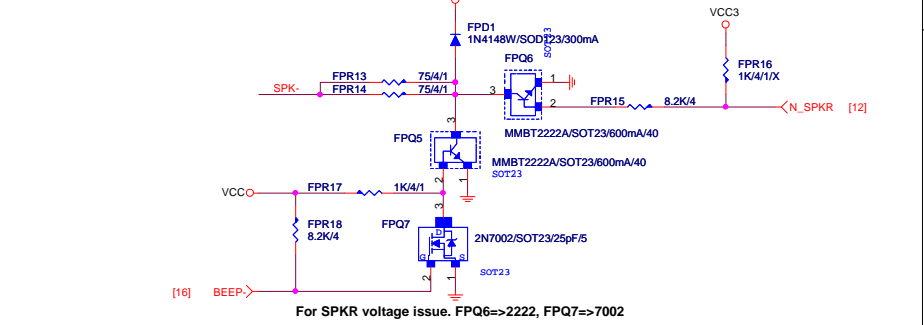 VCC3
FPD1
1N4148W/SOD123/300mA
SOT23
FPQ6
FPR16
1K/4/1/X
FPR13
75/4/1
SPK-
FPR14
75/4/1
3
1
2
FPR15
8.2K/4
N_SPKR
[12]
MMBT2222A/SOT23/600mA/40
3
FPQ5
MMBT2222A/SOT23/600mA/40
SOT23
2
1
VCC
FPR17
1K/4/1
3
FPR18
8.2K/4
FPQ7
D
2N7002/SOT23/25pF/5
G
S
SOT23
2
1
[16]
BEEP-
For SPKR voltage issue. FPQ6=>2222, FPQ7=>7002